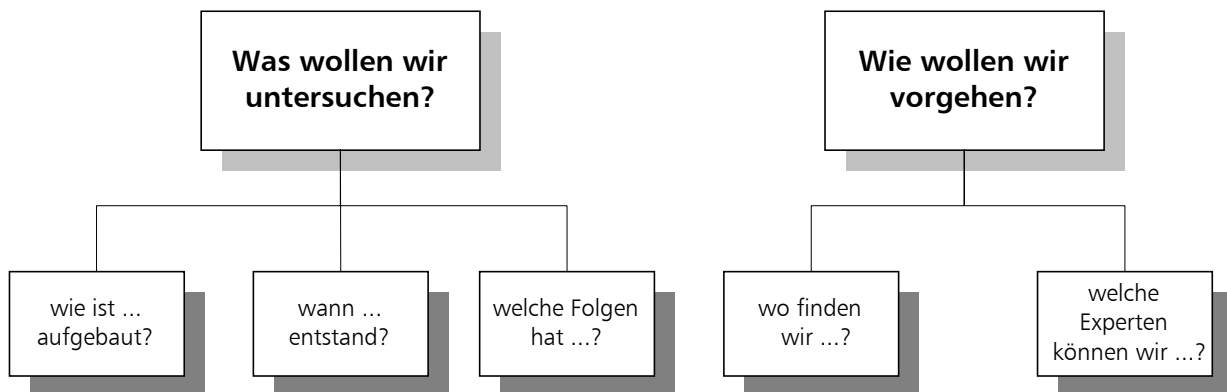 Was wollen wir
untersuchen?
Wie wollen wir
vorgehen?
wie ist ...
aufgebaut?
wann ...
entstand?
welche Folgen
hat ...?
wo finden
wir ...?
welche
Experten
können wir ...?